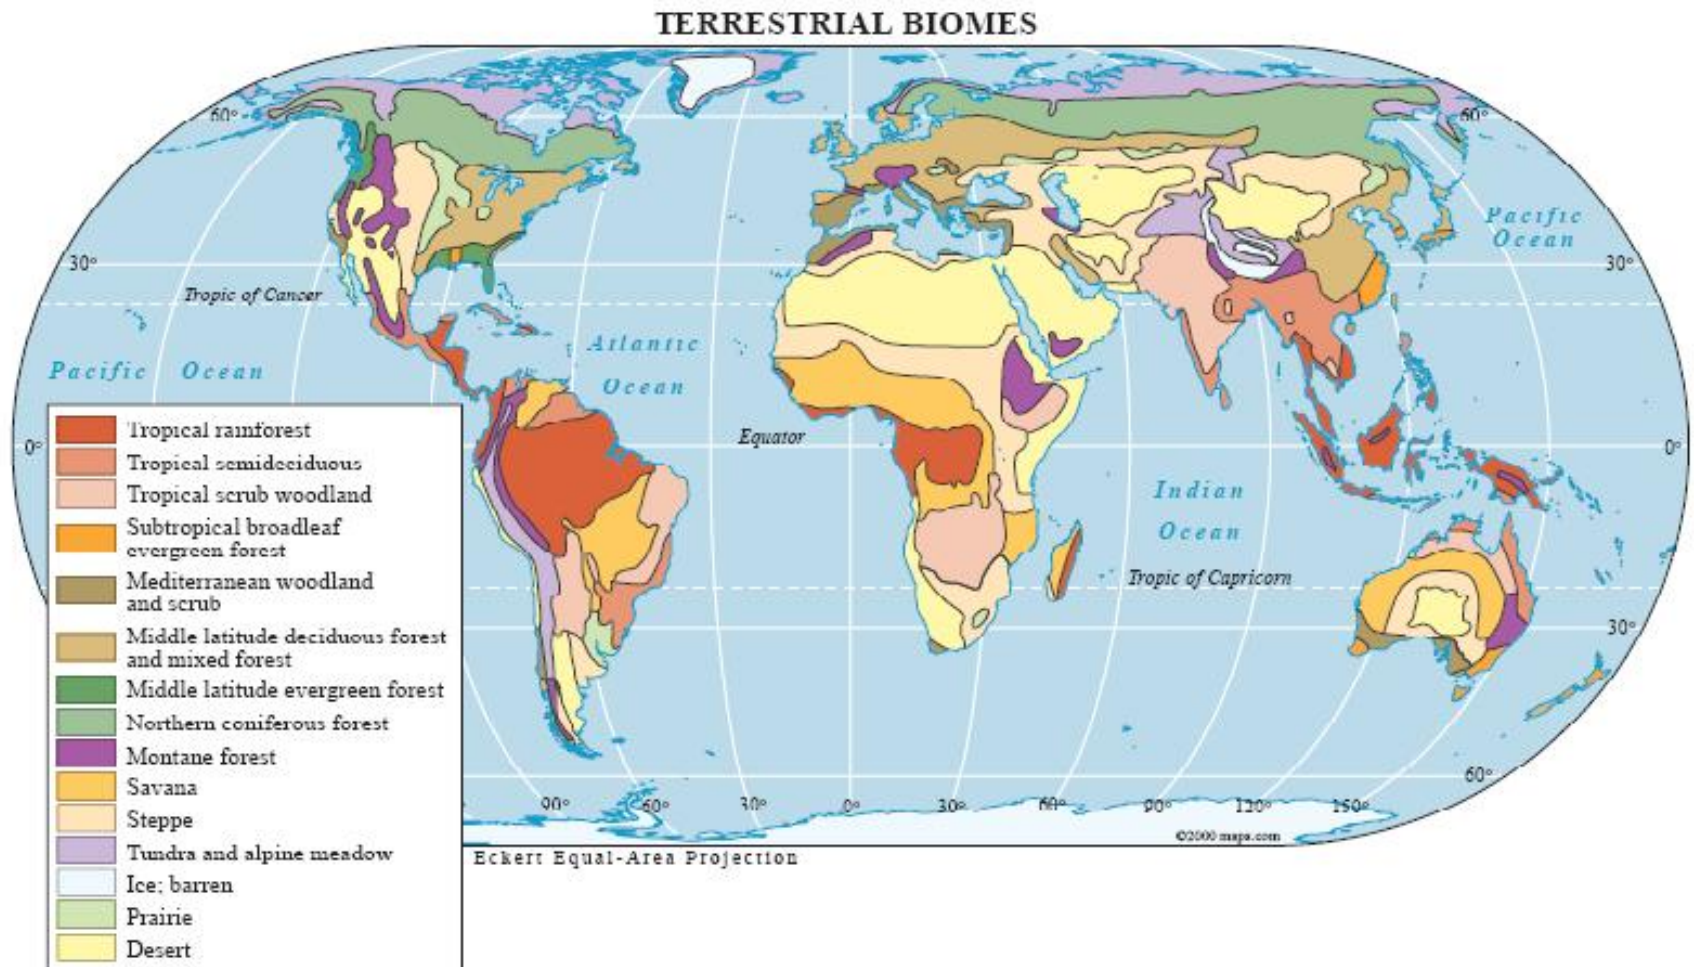 TERRESTRIAL BIOMES
60°
60°
Pacific
Ocean
30°
30°
Tropic of Cancer
Atlantic
Ocean
Pacific Ocean
Equator
0°
0°
Indian
Ocean
Tropic of Capricorn
30°
60°
Tropical rainforest
Tropical semideciduous
Tropical scrub woodland
Subtropical broadleaf
evergreen forest
Mediterranean woodland
and scrub
Middle latitude deciduous forest
and mixed forest
Middle latitude evergreen forest
Northern coniferous forest
Montane forest
Savana
Steppe
Tundra and alpine meadow
Ice; barren
Prairie
Desert
90° 60° 30° 0° 30° 60° 90° 120° 150°
©2000 maps.com
Eckert Equal-Area Projection